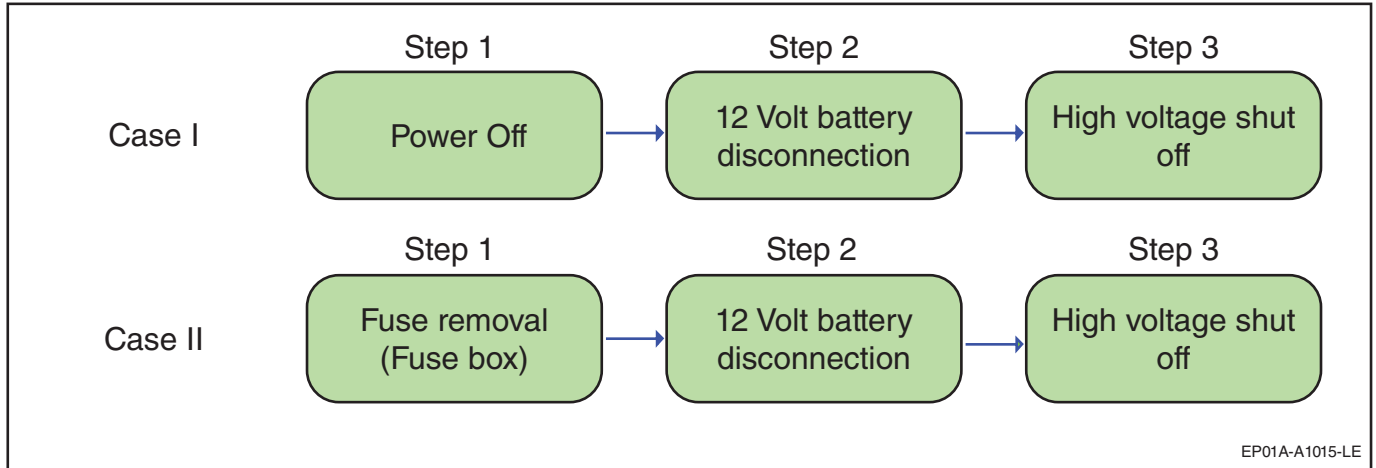 Step 1
Step 2
Step 3
Case I
Power Off
12 Volt battery
disconnection
High voltage shut
off
Step 1
Step 2
Step 3
Case II
Fuse removal
(Fuse box)
12 Volt battery
disconnection
High voltage shut
off
EP01A-A1015-LE